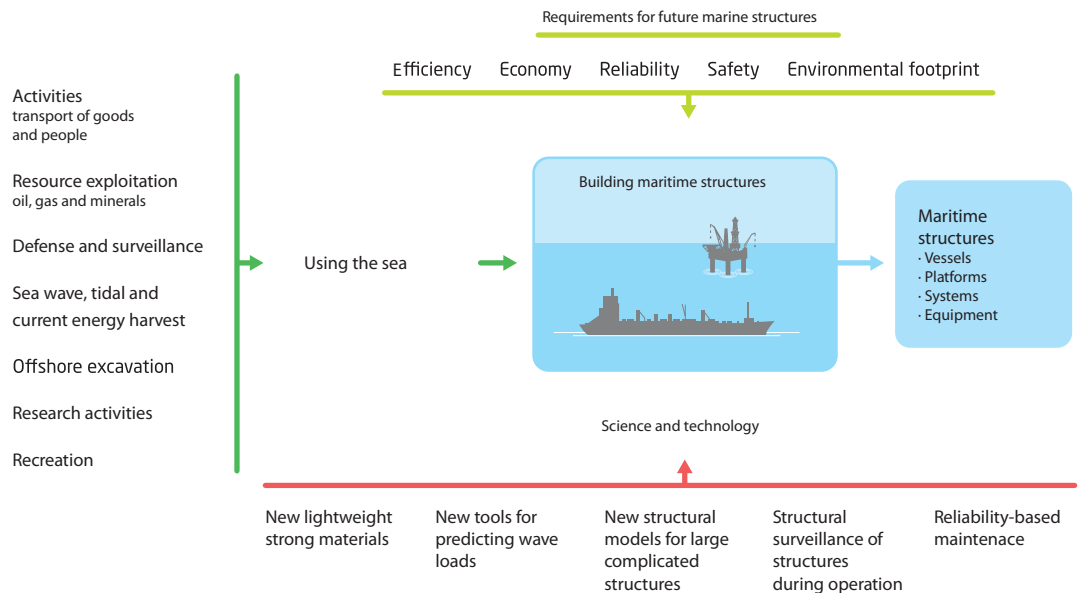 Requirements for future marine structures
Efficiency Economy Reliability Safety Environmental footprint
Activities
transport of goods
and people
Resource exploitation
oil, gas and minerals
Defense and surveillance
Sea wave, tidal and
current energy harvest
Offshore excavation
Research activities
Recreation
Using the sea
Building maritime structures
Maritime
structures
· Vessels
· Platforms
· Systems
· Equipment
Science and technology
New lightweight
strong materials
New tools for
predicting wave
loads
New structural
models for large
complicated
structures
Structural
surveillance of
structures
during operation
Reliability-based
maintenace